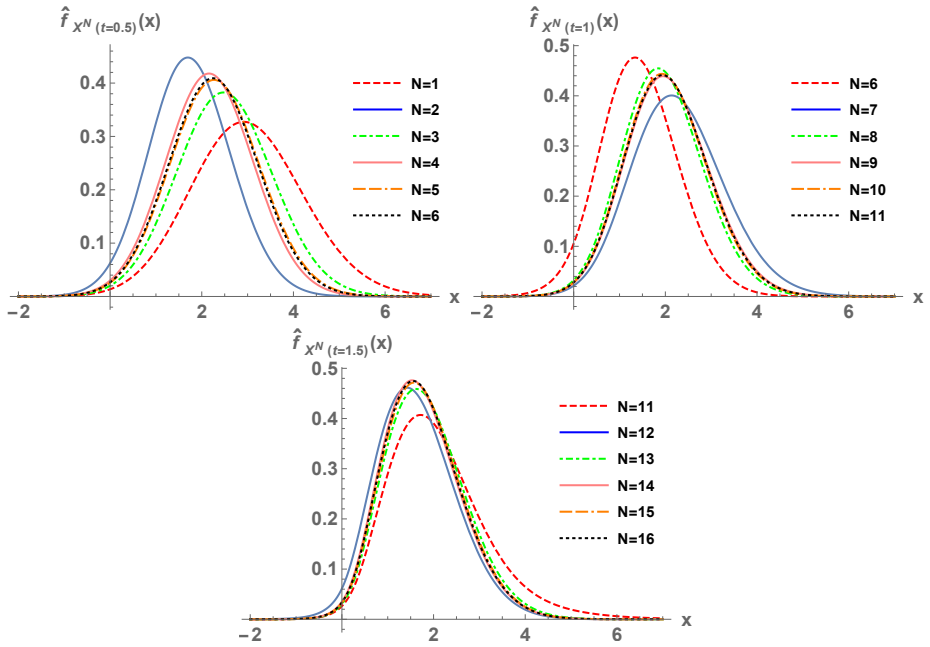 f̂ X^N (t=0.5)(x)
0.4
0.3
0.2
0.1
−2 2 4 6 x
N=1
N=2
N=3
N=4
N=5
N=6
f̂ X^N (t=1)(x)
0.5
0.4
0.3
0.2
0.1
−2 0 2 4 6 x
N=6
N=7
N=8
N=9
N=10
N=11
f̂ X^N (t=1.5)(x)
0.5
0.4
0.3
0.2
0.1
−2 0 2 4 6 x
N=11
N=12
N=13
N=14
N=15
N=16